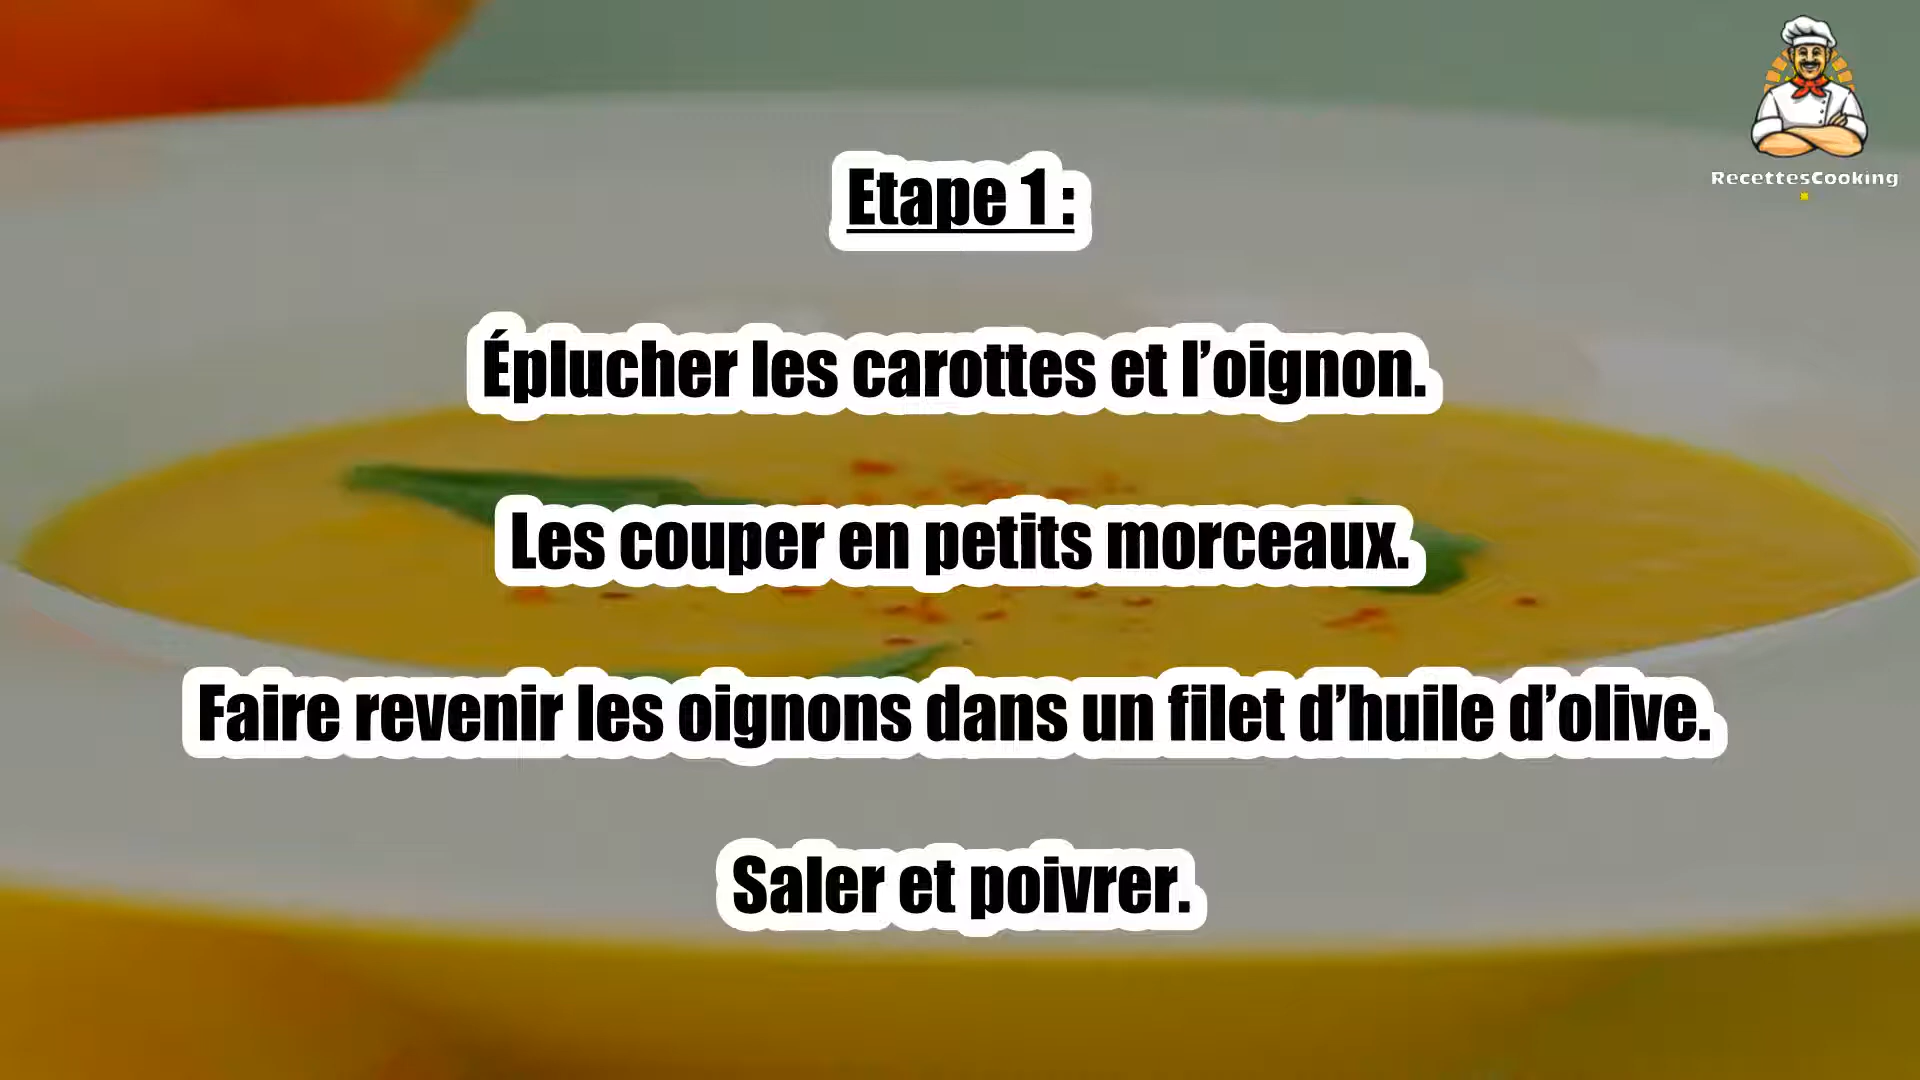 RecettesCooking
Etape 1 :
Éplucher les carottes et l’oignon.
Les couper en petits morceaux.
Faire revenir les oignons dans un filet d’huile d’olive.
Saler et poivrer.